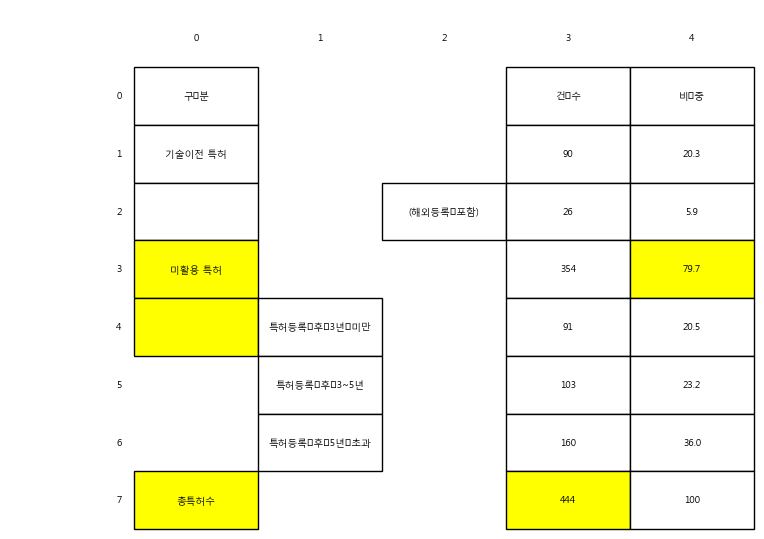 0 1 2 3 4
0 구□분 건□수 비□중
1 기술이전 특허 90 20.3
2 (해외등록□포함) 26 5.9
3 미활용 특허 354 79.7
4 특허등록□후□3년□미만 91 20.5
5 특허등록□후□3~5년 103 23.2
6 특허등록□후□5년□초과 160 36.0
7 총특허수 444 100